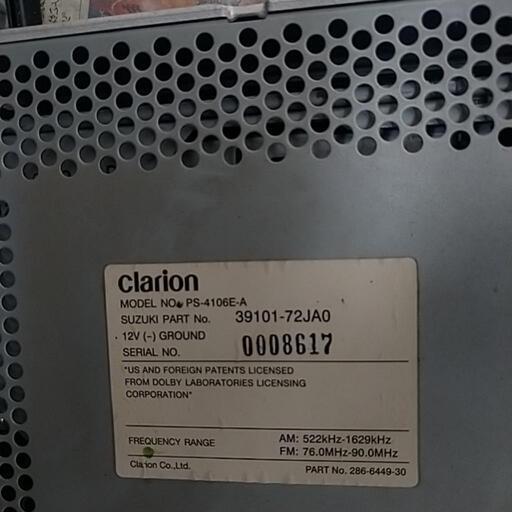 Clarion
MODEL NO. PS-4106E-A
SUZUKI PART No. 39101-72JA0
12V (-) GROUND
SERIAL NO. 0008617
"US AND FOREIGN PATENTS LICENSED
FROM DOLBY LABORATORIES LICENSING
CORPORATION"
FREQUENCY RANGE AM: 522kHz-1629kHz
FM: 76.0MHz-90.0MHz
Clarion Co.,Ltd. PART No. 286-6449-30